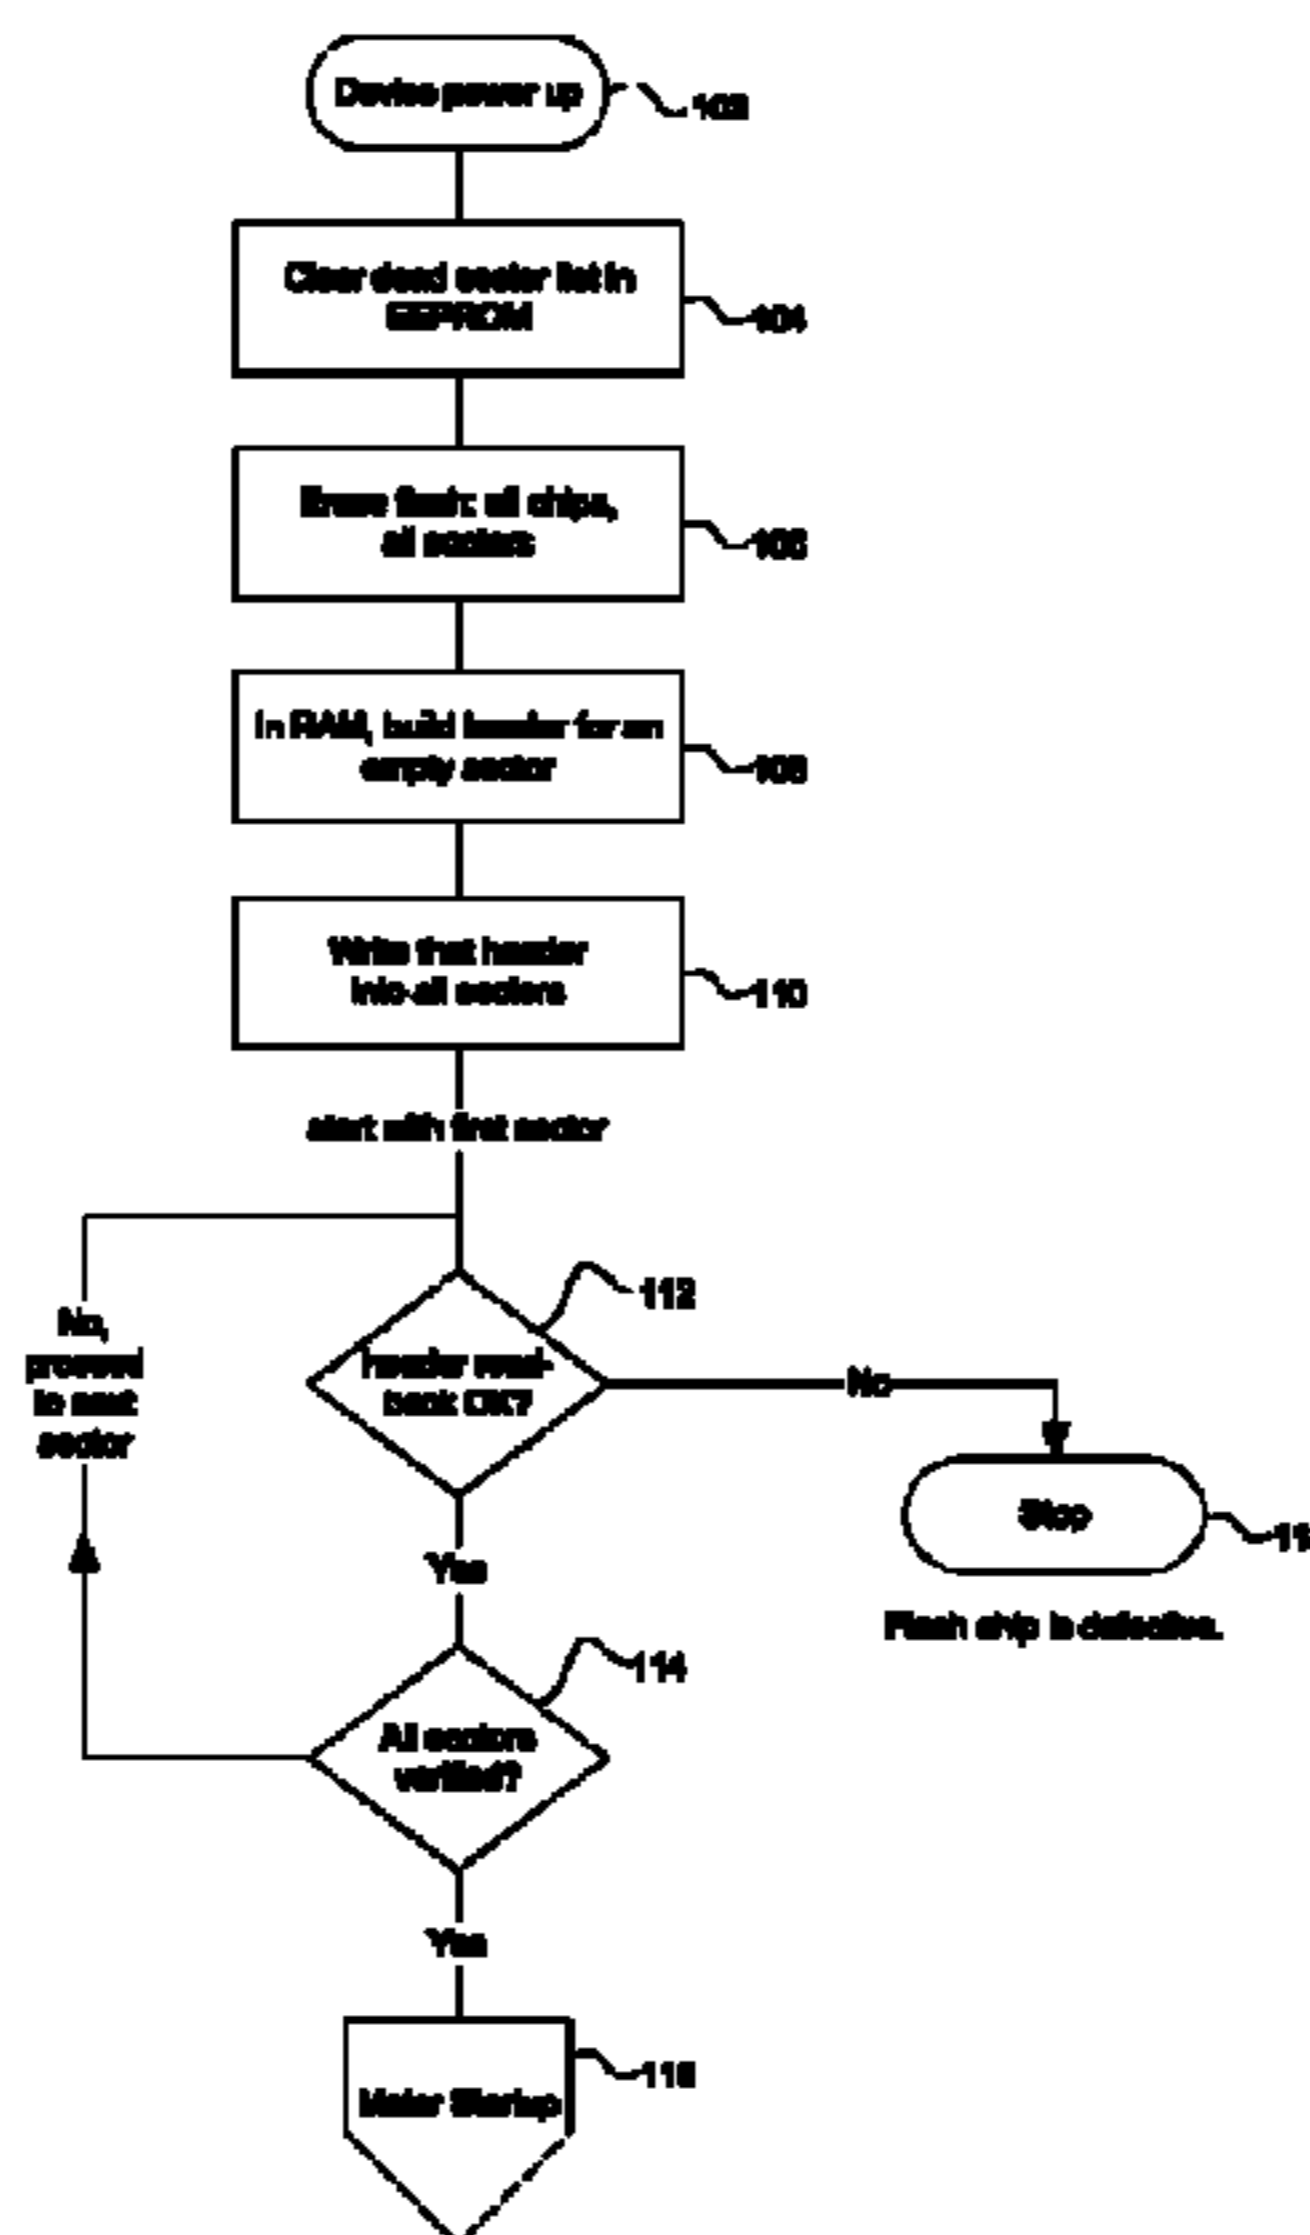 Device power up
102
Clear dead sector list in
EEPROM
104
Erase flash: all chips,
all sectors
106
In RAM, build header for an
empty sector
108
Write that header
into all sectors
110
start with first sector
112
No,
proceed
to next
sector
Header read-
back OK?
No
Stop
Yes
Flash chip is defective.
114
All sectors
verified?
Yes
Meter Startup